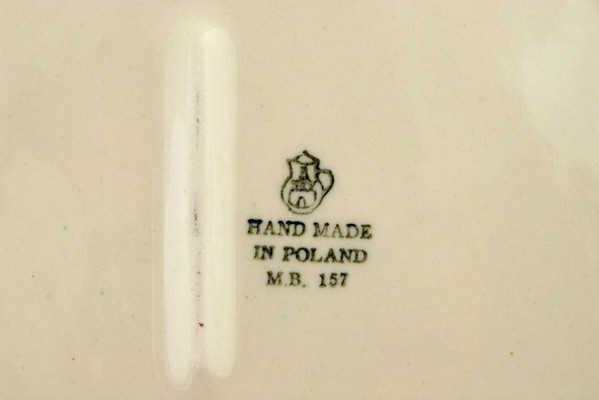 HAND MADE
IN POLAND
M.B. 157